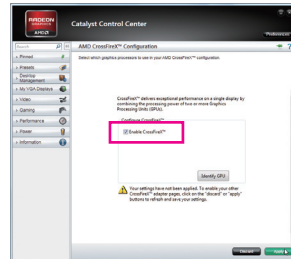 RADEON
GRAPHICS
AMD
Catalyst Control Center
Preferences
Search
AMD CrossFireX™ Configuration
Pinned
Presets
Desktop
Management
My VGA Displays
Video
Gaming
Performance
Power
Information
Select which graphics processors to use in your AMD CrossFireX™ configuration.
CrossFireX™ delivers exceptional performance on a single display by
combining the processing power of two or more Graphics
Processing Units (GPU).
Configure CrossFireX™
Enable CrossFireX™
Identify GPU
Your settings have not been applied. To enable your other
CrossFireX™ adapter pages, click on the "discard" or "apply"
buttons to refresh and save your settings.
Discard
Apply